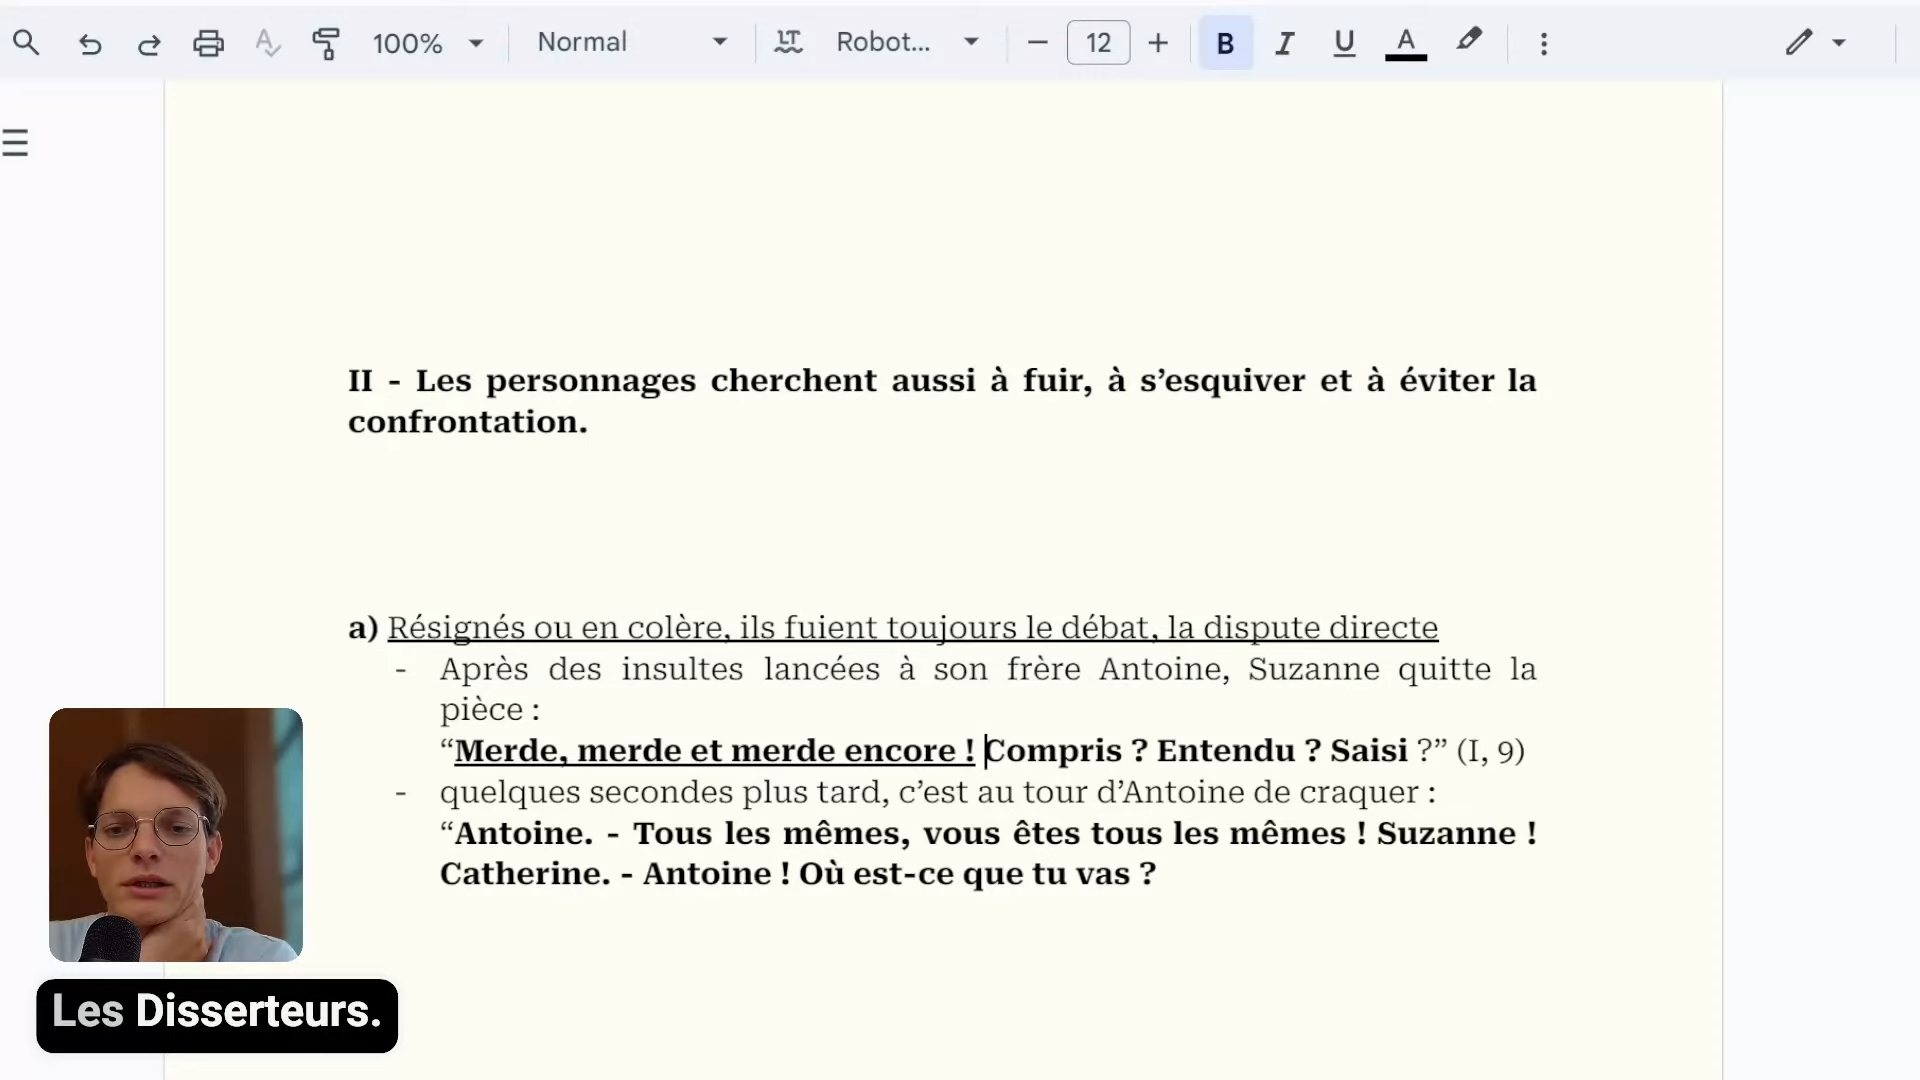 100%
Normal
LT
Robot...
12
B
I
U
A
II - Les personnages cherchent aussi à fuir, à s’esquiver et à éviter la
confrontation.
a) Résignés ou en colère, ils fuient toujours le débat, la dispute directe
- Après des insultes lancées à son frère Antoine, Suzanne quitte la
pièce :
“Merde, merde et merde encore ! Compris ? Entendu ? Saisi ?” (I, 9)
- quelques secondes plus tard, c’est au tour d’Antoine de craquer :
“Antoine. - Tous les mêmes, vous êtes tous les mêmes ! Suzanne !
Catherine. - Antoine ! Où est-ce que tu vas ?
Les Disserteurs.